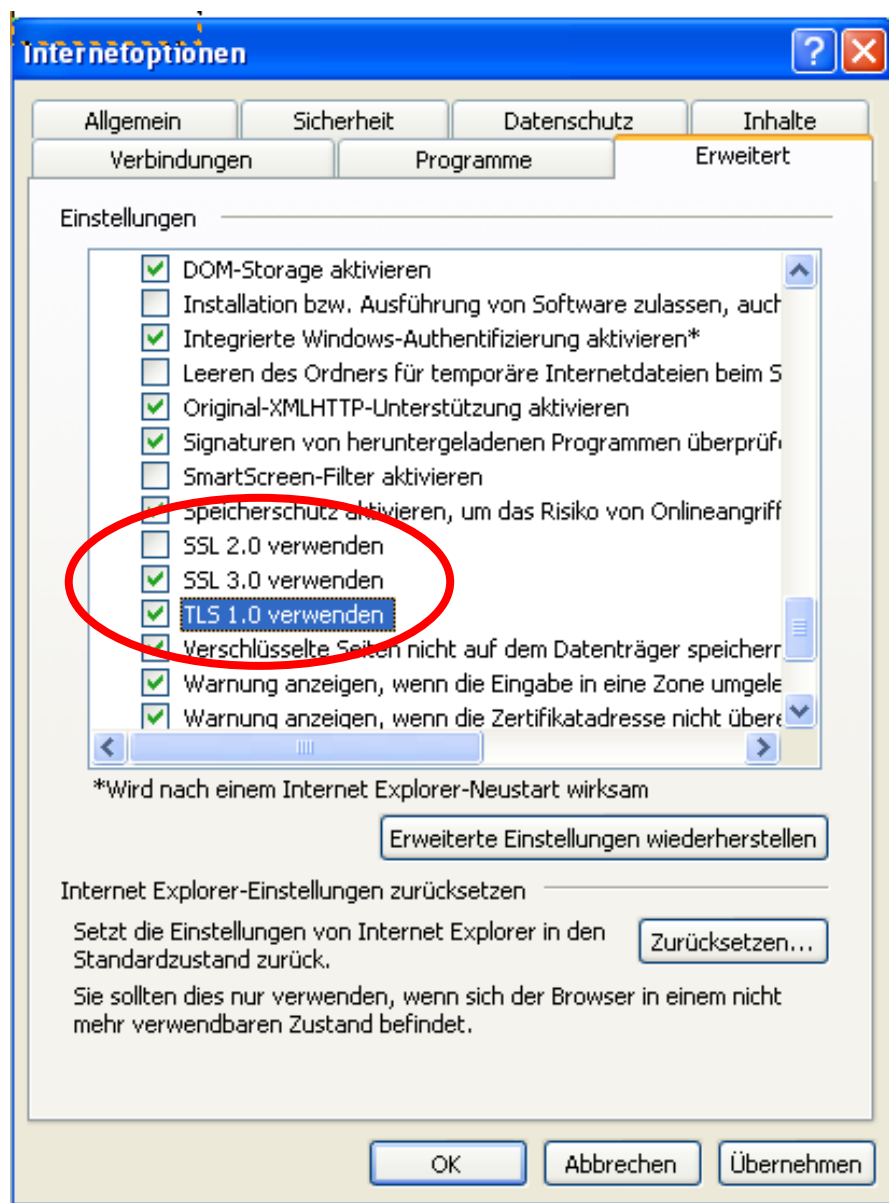 Internetoptionen
Allgemein Sicherheit Datenschutz Inhalte
Verbindungen Programme Erweitert
Einstellungen
DOM-Storage aktivieren
Installation bzw. Ausführung von Software zulassen, auch
Integrierte Windows-Authentifizierung aktivieren*
Leeren des Ordners für temporäre Internetdateien beim S
Original-XMLHTTP-Unterstützung aktivieren
Signaturen von heruntergeladenen Programmen überprüfe
SmartScreen-Filter aktivieren
Speicherschutz aktivieren, um das Risiko von Onlineangriff
SSL 2.0 verwenden
SSL 3.0 verwenden
TLS 1.0 verwenden
Verschlüsselte Seiten nicht auf dem Datenträger speichern
Warnung anzeigen, wenn die Eingabe in eine Zone umgele
Warnung anzeigen, wenn die Zertifikatadresse nicht übere
*Wird nach einem Internet Explorer-Neustart wirksam
Erweiterte Einstellungen wiederherstellen
Internet Explorer-Einstellungen zurücksetzen
Setzt die Einstellungen von Internet Explorer in den
Standardzustand zurück.
Zurücksetzen...
Sie sollten dies nur verwenden, wenn sich der Browser in einem nicht
mehr verwendbaren Zustand befindet.
OK Abbrechen Übernehmen